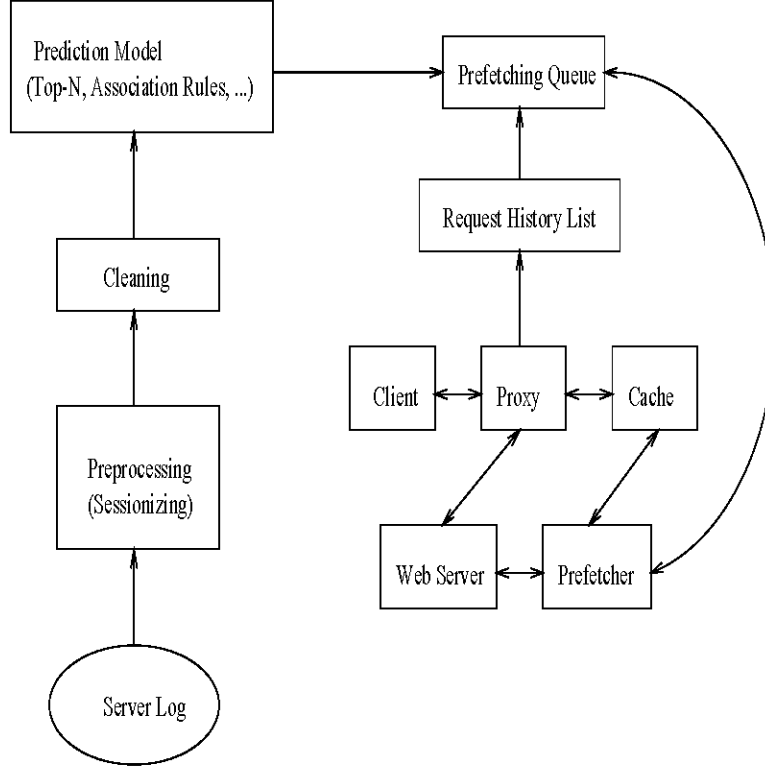 Prediction Model
(Top-N, Association Rules, ...)
Prefetching Queue
Request History List
Cleaning
Client
Proxy
Cache
Preprocessing
(Sessionizing)
Web Server
Prefetcher
Server Log